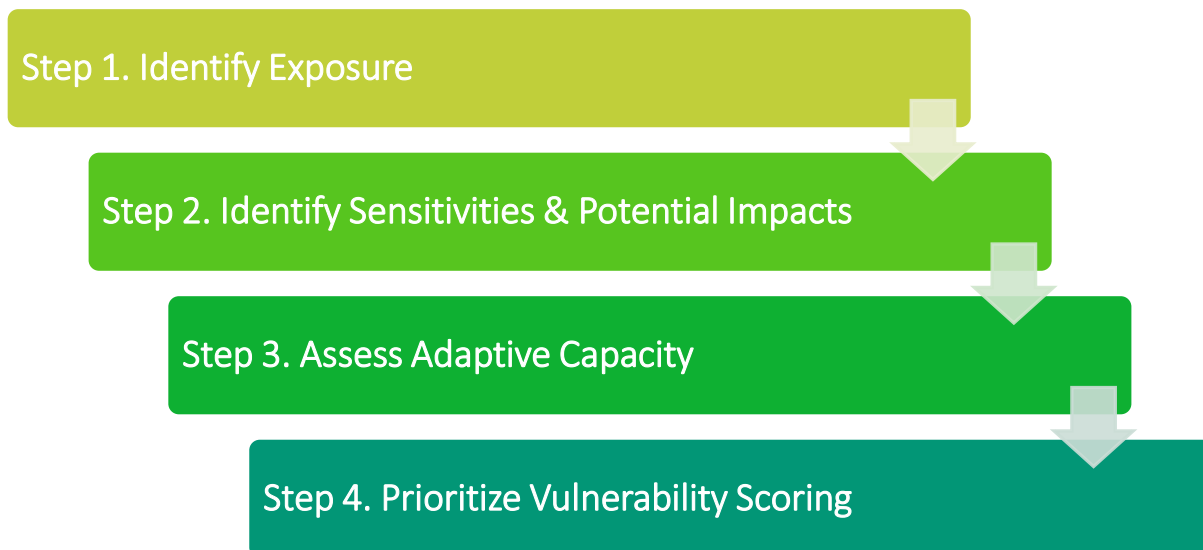 Step 1. Identify Exposure
Step 2. Identify Sensitivities & Potential Impacts
Step 3. Assess Adaptive Capacity
Step 4. Prioritize Vulnerability Scoring